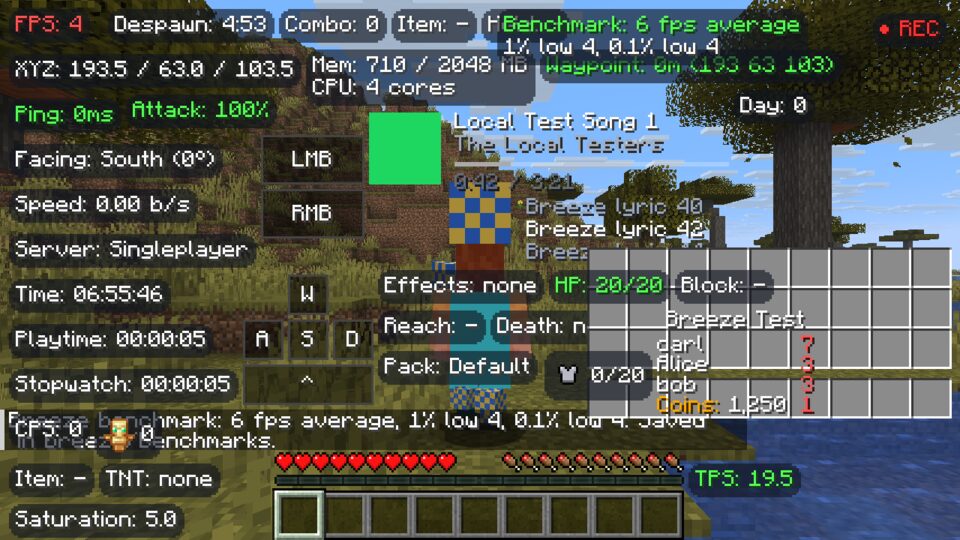 FPS: 4
Despawn: 4:53
Combo: 0
Item: -
Benchmark: 6 fps average
1% low 4, 0.1% low 4
REC
XYZ: 193.5 / 63.0 / 103.5
Mem: 710 / 2048 MB
CPU: 4 cores
Waypoint: 0m (193 63 103)
Ping: 0ms
Attack: 100%
Day: 0
Local Test Song 1
The Local Testers
0:42 / 3:21
Facing: South (0°)
LMB
RMB
Speed: 0.00 b/s
Breeze lyric 40
Breeze lyric 42
Breeze
Server: Singleplayer
Time: 06:55:46
W
Effects: none
HP: 20/20
Block: -
Playtime: 00:00:05
A
S
D
Reach: -
Death:
Breeze Test
darl 7
Alice 3
bob 3
Coins: 1,250 1
Pack: Default
0/20
Stopwatch: 00:00:05
^
Breeze benchmark: 6 fps average, 1% low 4, 0.1% low 4. Saved
in Breeze benchmarks.
CPS: 0
0
Item: -
TNT: none
TPS: 19.5
Saturation: 5.0